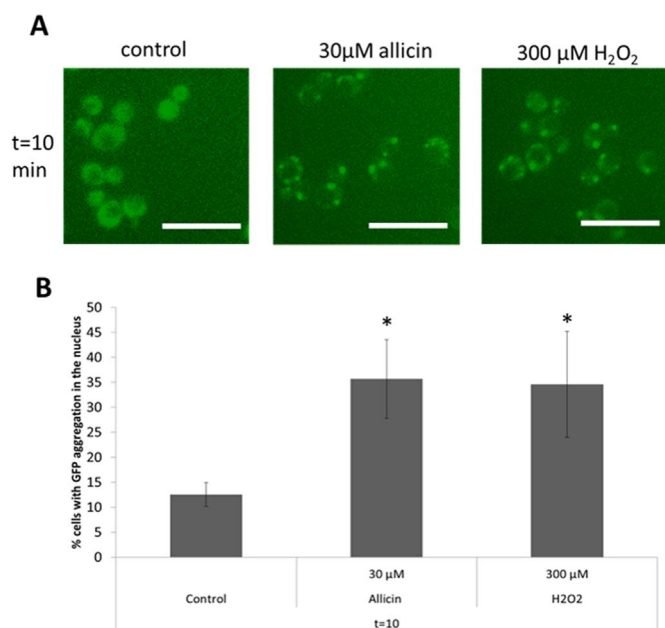 A
control
30µM allicin
300 µM H₂O₂
t=10
min
B
% cells with GFP aggregation in the nucleus
50
45
40
35
30
25
20
15
10
5
0
*
*
30 µM
300 µM
Control
Allicin
H2O2
t=10